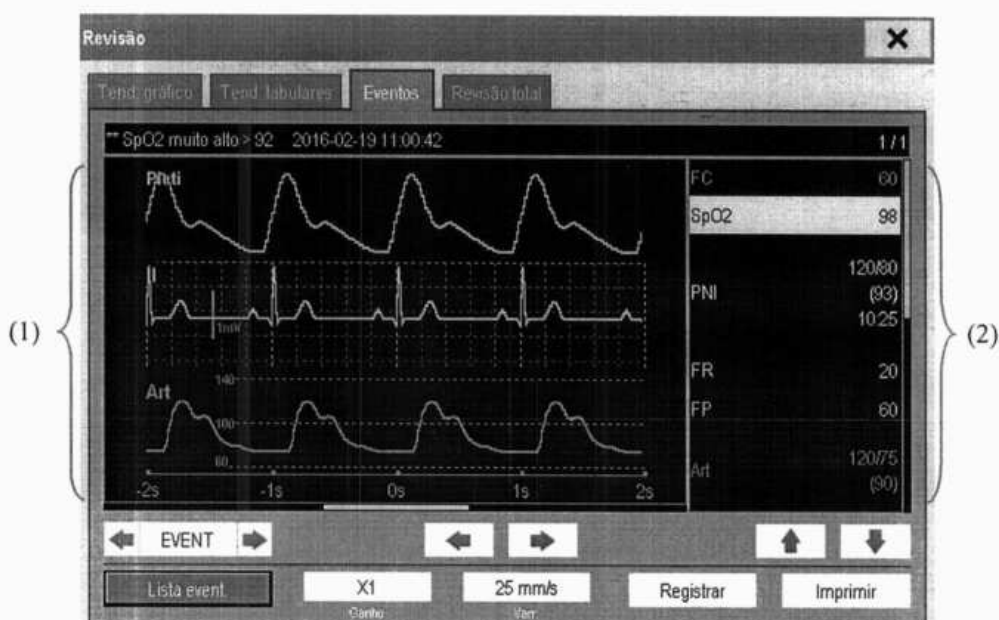 Revisão
Tend. gráfico Tend. tabulares Eventos Revisão total
** SpO2 muito alto > 92 2016-02-19 11:00:42 1 / 1
(1)
(2)
II
1mV
Art
140
100
60
-2s -1s 0s 1s 2s
FC 60
SpO2 98
PNI 120/80
(93)
10:25
FR 20
FP 60
Art 120/75
(90)
EVENT
Lista event. X1 25 mm/s Registrar Imprimir
Ganho Varr.